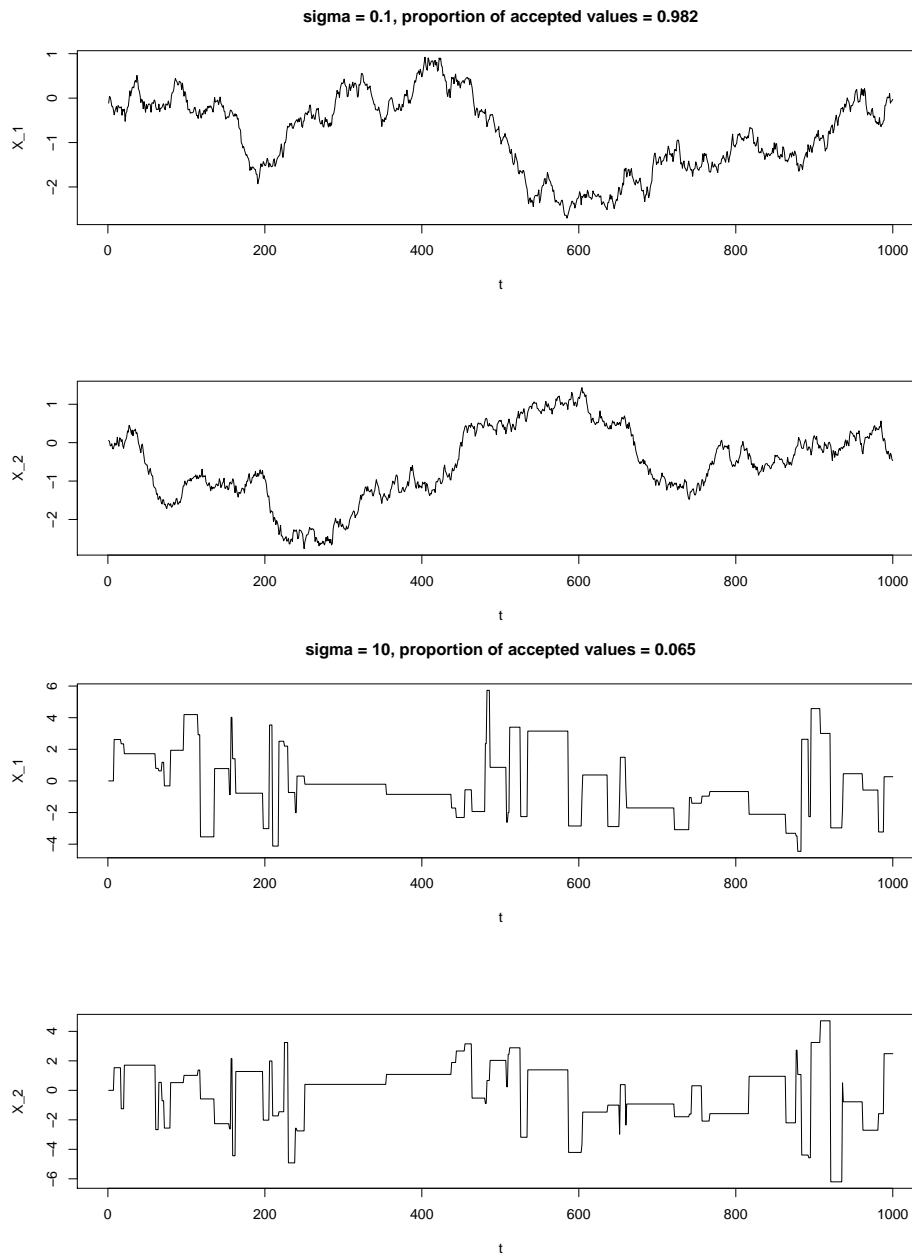 sigma = 0.1, proportion of accepted values = 0.982
1
0
−1
−2
X_1
0 200 400 600 800 1000
t
1
0
−1
−2
X_2
0 200 400 600 800 1000
t
sigma = 10, proportion of accepted values = 0.065
6
4
2
0
−2
−4
X_1
0 200 400 600 800 1000
t
4
2
0
−2
−4
−6
X_2
0 200 400 600 800 1000
t